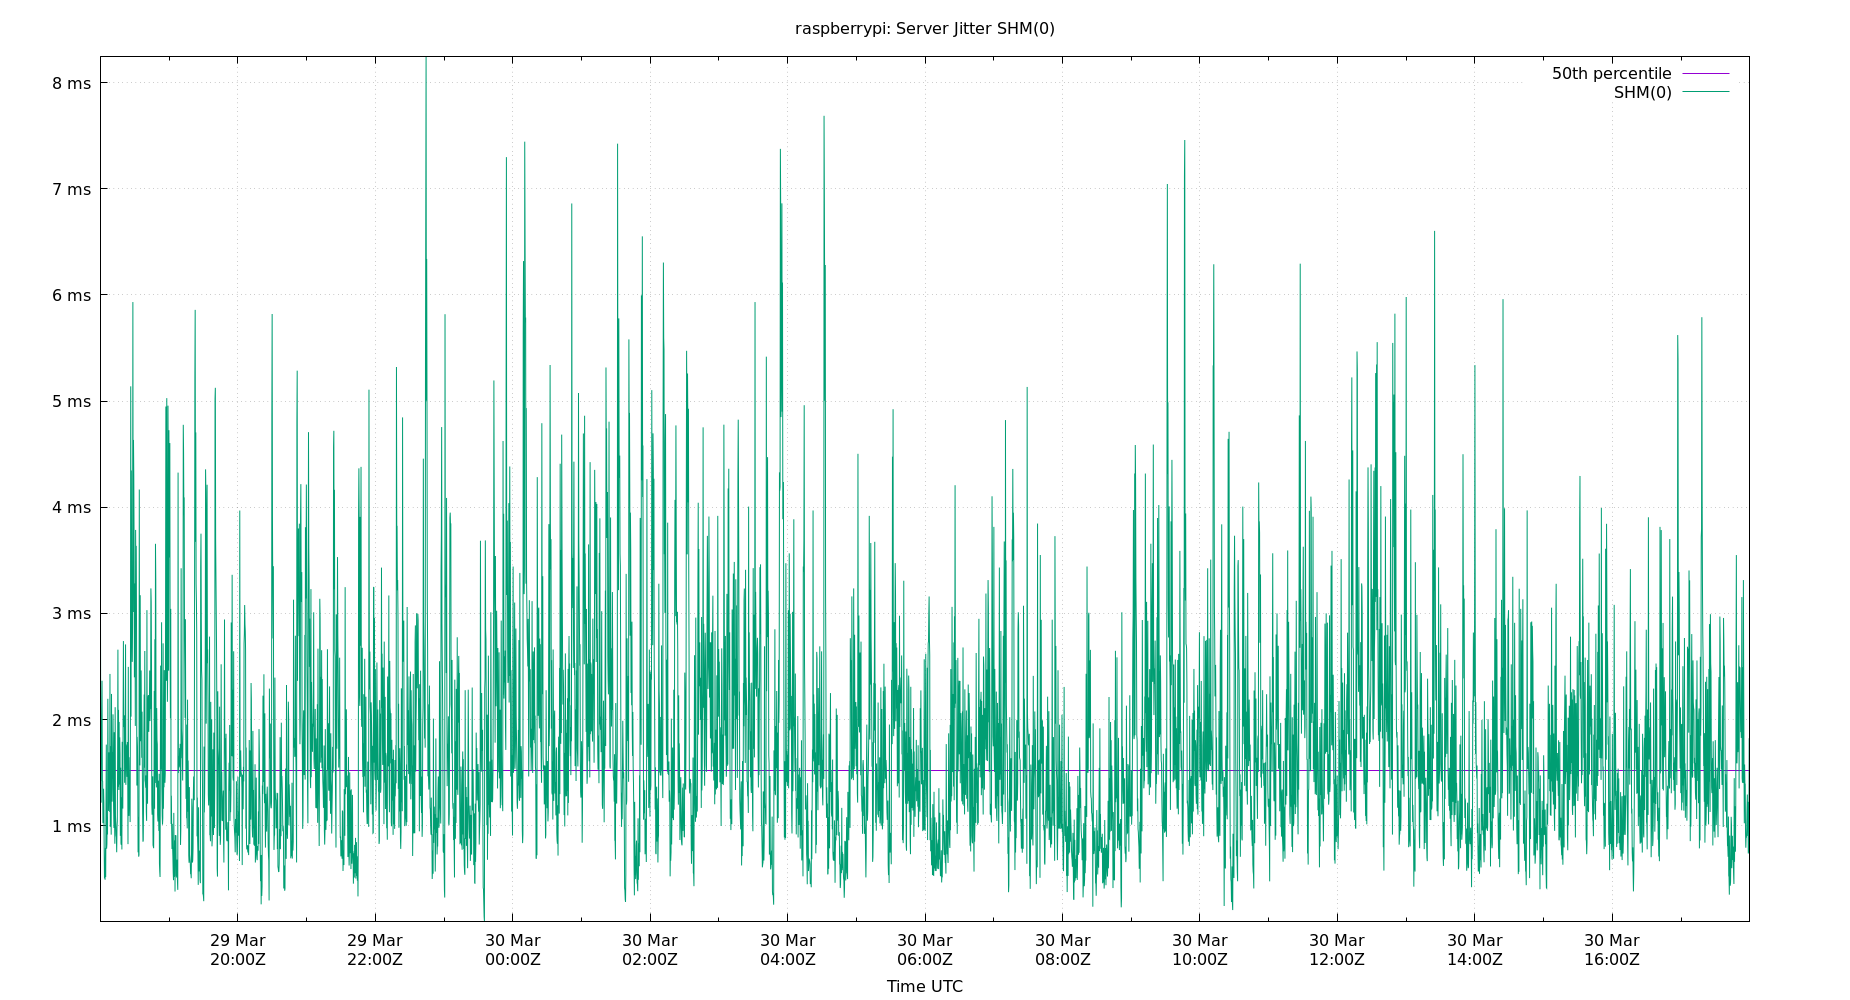 raspberrypi: Server Jitter SHM(0)
50th percentile
SHM(0)
8 ms
7 ms
6 ms
5 ms
4 ms
3 ms
2 ms
1 ms
29 Mar 29 Mar 30 Mar 30 Mar 30 Mar 30 Mar 30 Mar 30 Mar 30 Mar 30 Mar 30 Mar
20:00Z 22:00Z 00:00Z 02:00Z 04:00Z 06:00Z 08:00Z 10:00Z 12:00Z 14:00Z 16:00Z
Time UTC